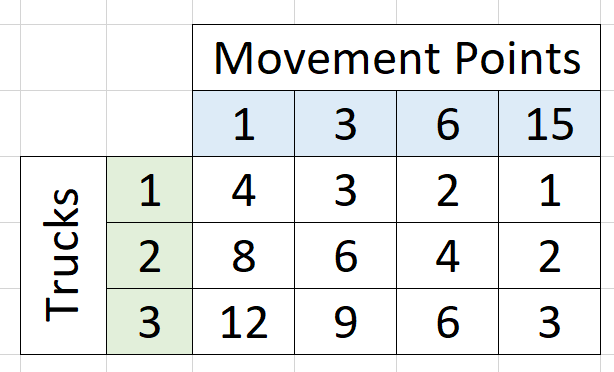 Movement Points
1 3 6 15
Trucks
1 4 3 2 1
2 8 6 4 2
3 12 9 6 3